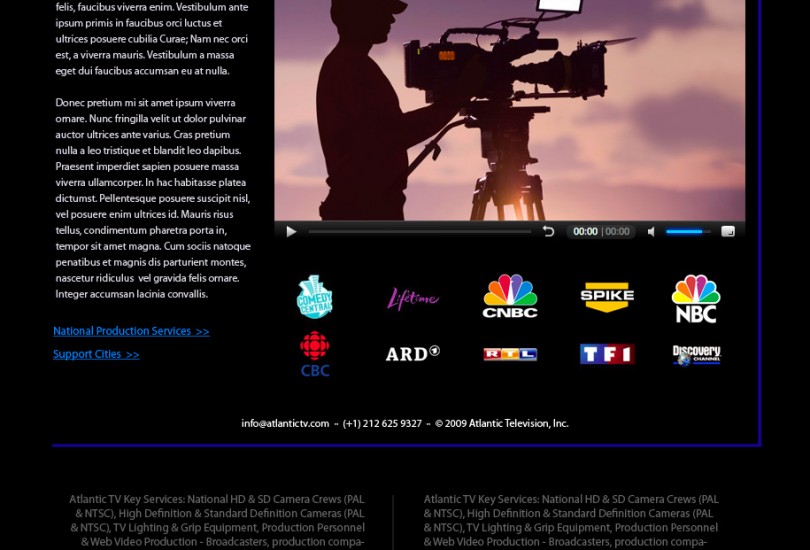 felis, faucibus viverra enim. Vestibulum ante
ipsum primis in faucibus orci luctus et
ultrices posuere cubilia Curae; Nam nec orci
est, a viverra mauris. Vestibulum a massa
eget dui faucibus accumsan eu at nulla.
Donec pretium mi sit amet ipsum viverra
ornare. Nunc fringilla velit ut dolor pulvinar
auctor ultrices ante varius. Cras pretium
nulla a leo tristique et blandit leo dapibus.
Praesent imperdiet sapien posuere massa
viverra ullamcorper. In hac habitasse platea
dictumst. Pellentesque posuere suscipit nisl,
vel posuere enim ultrices id. Mauris risus
tellus, condimentum pharetra porta in,
tempor sit amet magna. Cum sociis natoque
penatibus et magnis dis parturient montes,
nascetur ridiculus vel gravida felis ornare.
Integer accumsan lacinia convallis.
National Production Services >>
Support Cities >>
00:00 | 00:00
COMEDY
CENTRAL
Lifetime
CNBC
SPIKE
NBC
CBC
ARD
RTL
TF1
Discovery
CHANNEL
info@atlantictv.com - (+1) 212 625 9327 - © 2009 Atlantic Television, Inc.
Atlantic TV Key Services: National HD & SD Camera Crews (PAL
& NTSC), High Definition & Standard Definition Cameras (PAL
& NTSC), TV Lighting & Grip Equipment, Production Personnel
& Web Video Production - Broadcasters, production compa-
Atlantic TV Key Services: National HD & SD Camera Crews (PAL
& NTSC), High Definition & Standard Definition Cameras (PAL
& NTSC), TV Lighting & Grip Equipment, Production Personnel
& Web Video Production - Broadcasters, production compa-